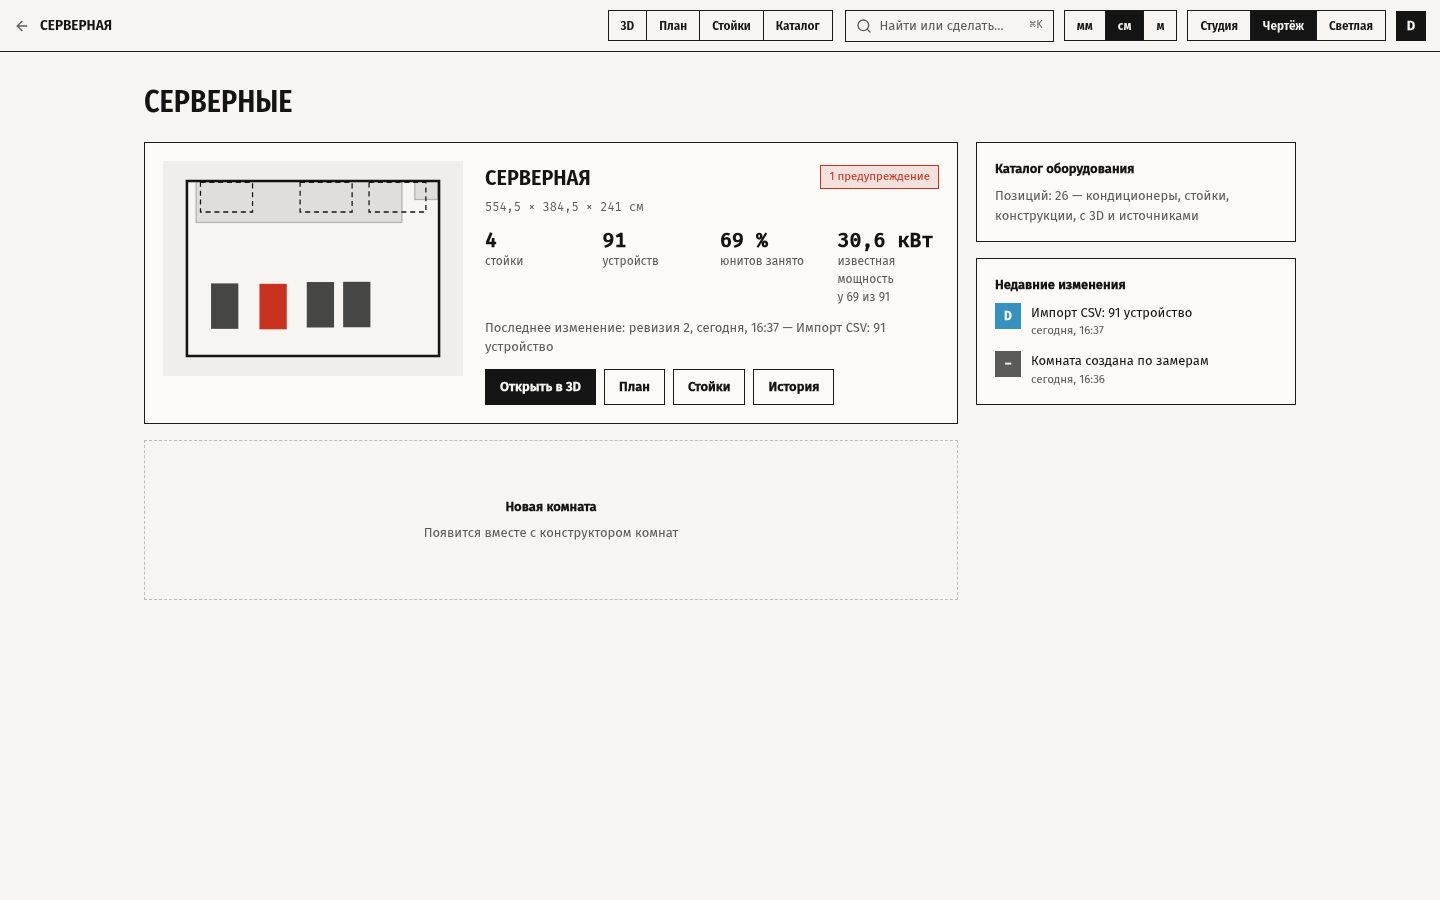 СЕРВЕРНАЯ
3D План Стойки Каталог
Найти или сделать... ⌘K
мм см м
Студия Чертёж Светлая
D
СЕРВЕРНЫЕ
СЕРВЕРНАЯ
1 предупреждение
554,5 × 384,5 × 241 см
4
стойки
91
устройств
69 %
юнитов занято
30,6 кВт
известная
мощность
у 69 из 91
Последнее изменение: ревизия 2, сегодня, 16:37 — Импорт CSV: 91
устройство
Открыть в 3D План Стойки История
Новая комната
Появится вместе с конструктором комнат
Каталог оборудования
Позиций: 26 — кондиционеры, стойки,
конструкции, с 3D и источниками
Недавние изменения
D
Импорт CSV: 91 устройство
сегодня, 16:37
–
Комната создана по замерам
сегодня, 16:36